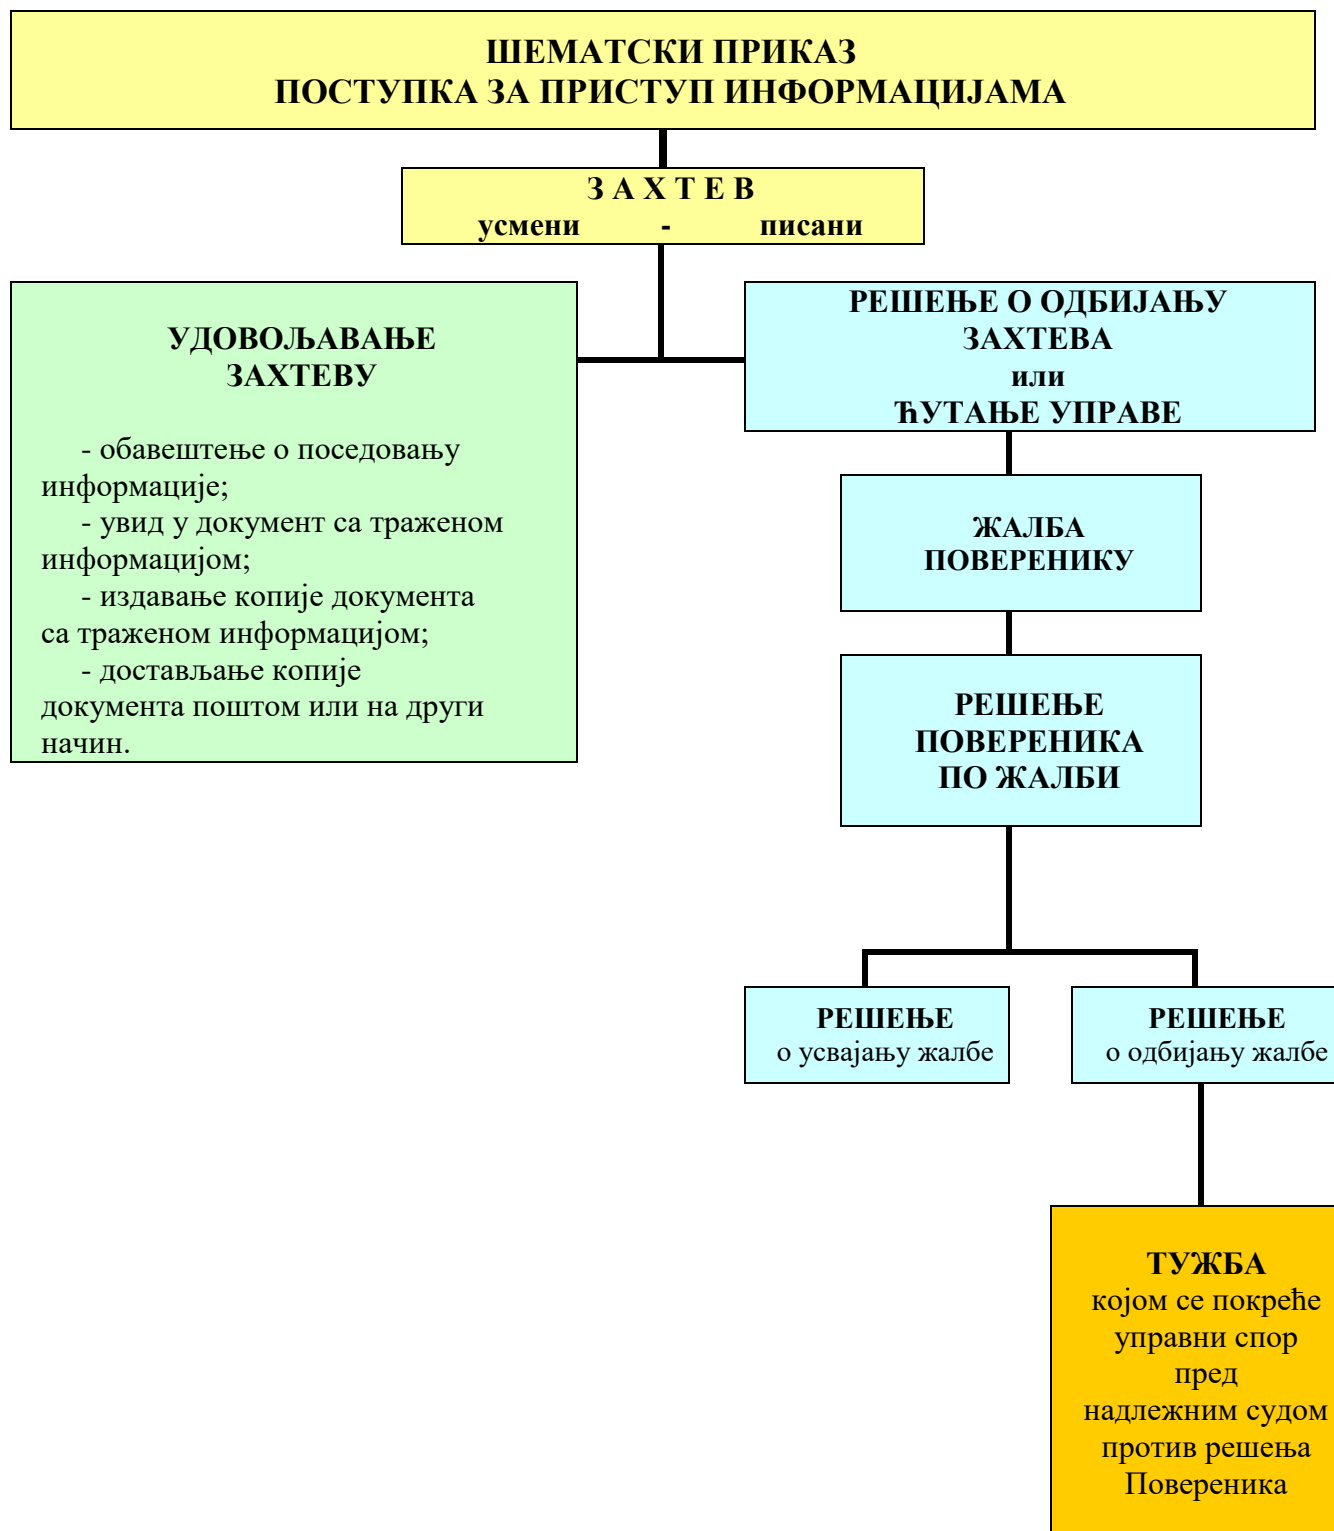 ШЕМАТСКИ ПРИКАЗ
ПОСТУПКА ЗА ПРИСТУП ИНФОРМАЦИЈАМА
З А Х Т Е В
усмени - писани
УДОВОЉАВАЊЕ
ЗАХТЕВУ
- обавештење о поседовању
информације;
- увид у документ са траженом
информацијом;
- издавање копије документа
са траженом информацијом;
- достављање копије
документа поштом или на други
начин.
РЕШЕЊЕ О ОДБИЈАЊУ
ЗАХТЕВА
или
ЋУТАЊЕ УПРАВЕ
ЖАЛБА
ПОВЕРЕНИКУ
РЕШЕЊЕ
ПОВЕРЕНИКА
ПО ЖАЛБИ
РЕШЕЊЕ
о усвајању жалбе
РЕШЕЊЕ
о одбијању жалбе
ТУЖБА
којом се покреће
управни спор
пред
надлежним судом
против решења
Повереника